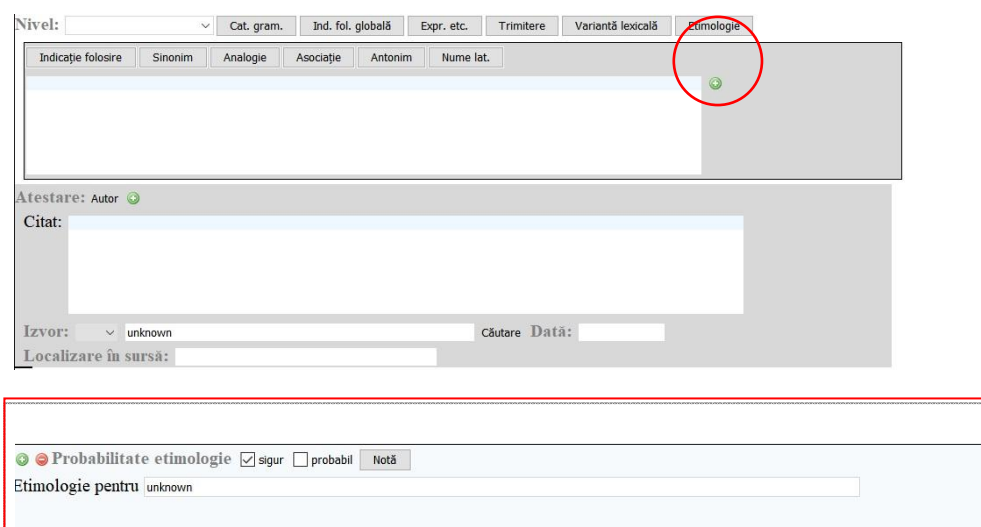 Nivel: Cat. gram. Ind. fol. globală Expr. etc. Trimitere Variantă lexicală Etimologie
Indicație folosire Sinonim Analogie Asociație Antonim Nume lat.
Atestare: Autor
Citat:
Izvor: unknown Căutare Dată:
Localizare în sursă:
Probabilitate etimologie sigur probabil Notă
Etimologie pentru unknown